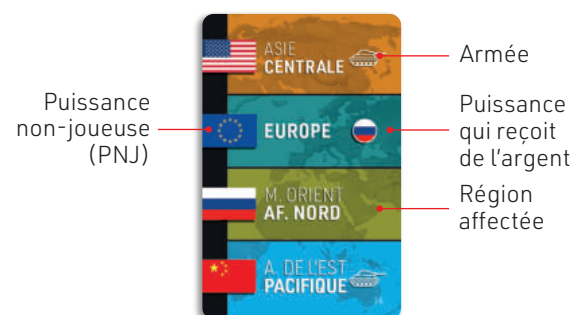 ASIE
CENTRALE
EUROPE
M. ORIENT
AF. NORD
A. DE L'EST
PACIFIQUE
Puissance
non-joueuse
(PNJ)
Armée
Puissance
qui reçoit
de l'argent
Région
affectée